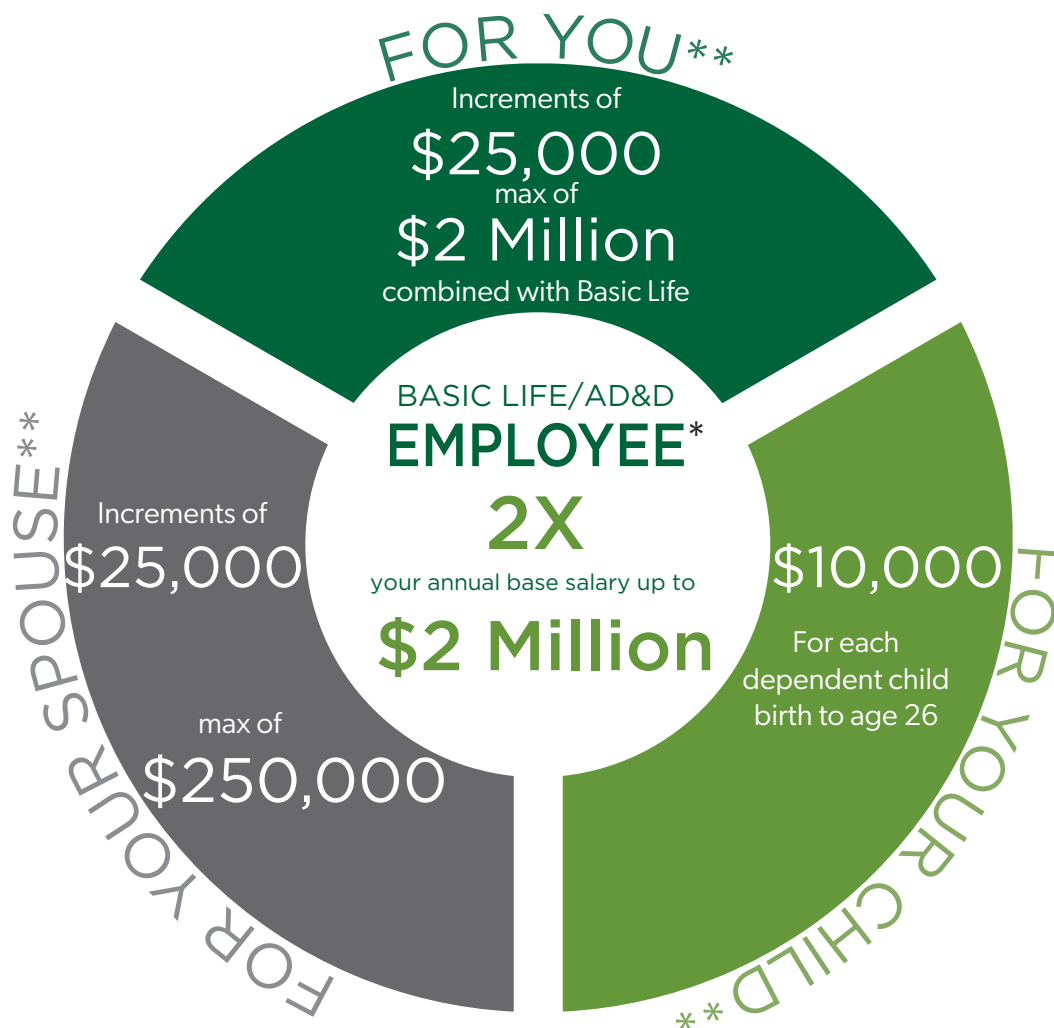 FOR YOU**
Increments of
$25,000
max of
$2 Million
combined with Basic Life
BASIC LIFE/AD&D
EMPLOYEE*
2X
your annual base salary up to
$2 Million
FOR YOUR SPOUSE**
Increments of
$25,000
max of
$250,000
FOR YOUR CHILD**
$10,000
For each
dependent child
birth to age 26